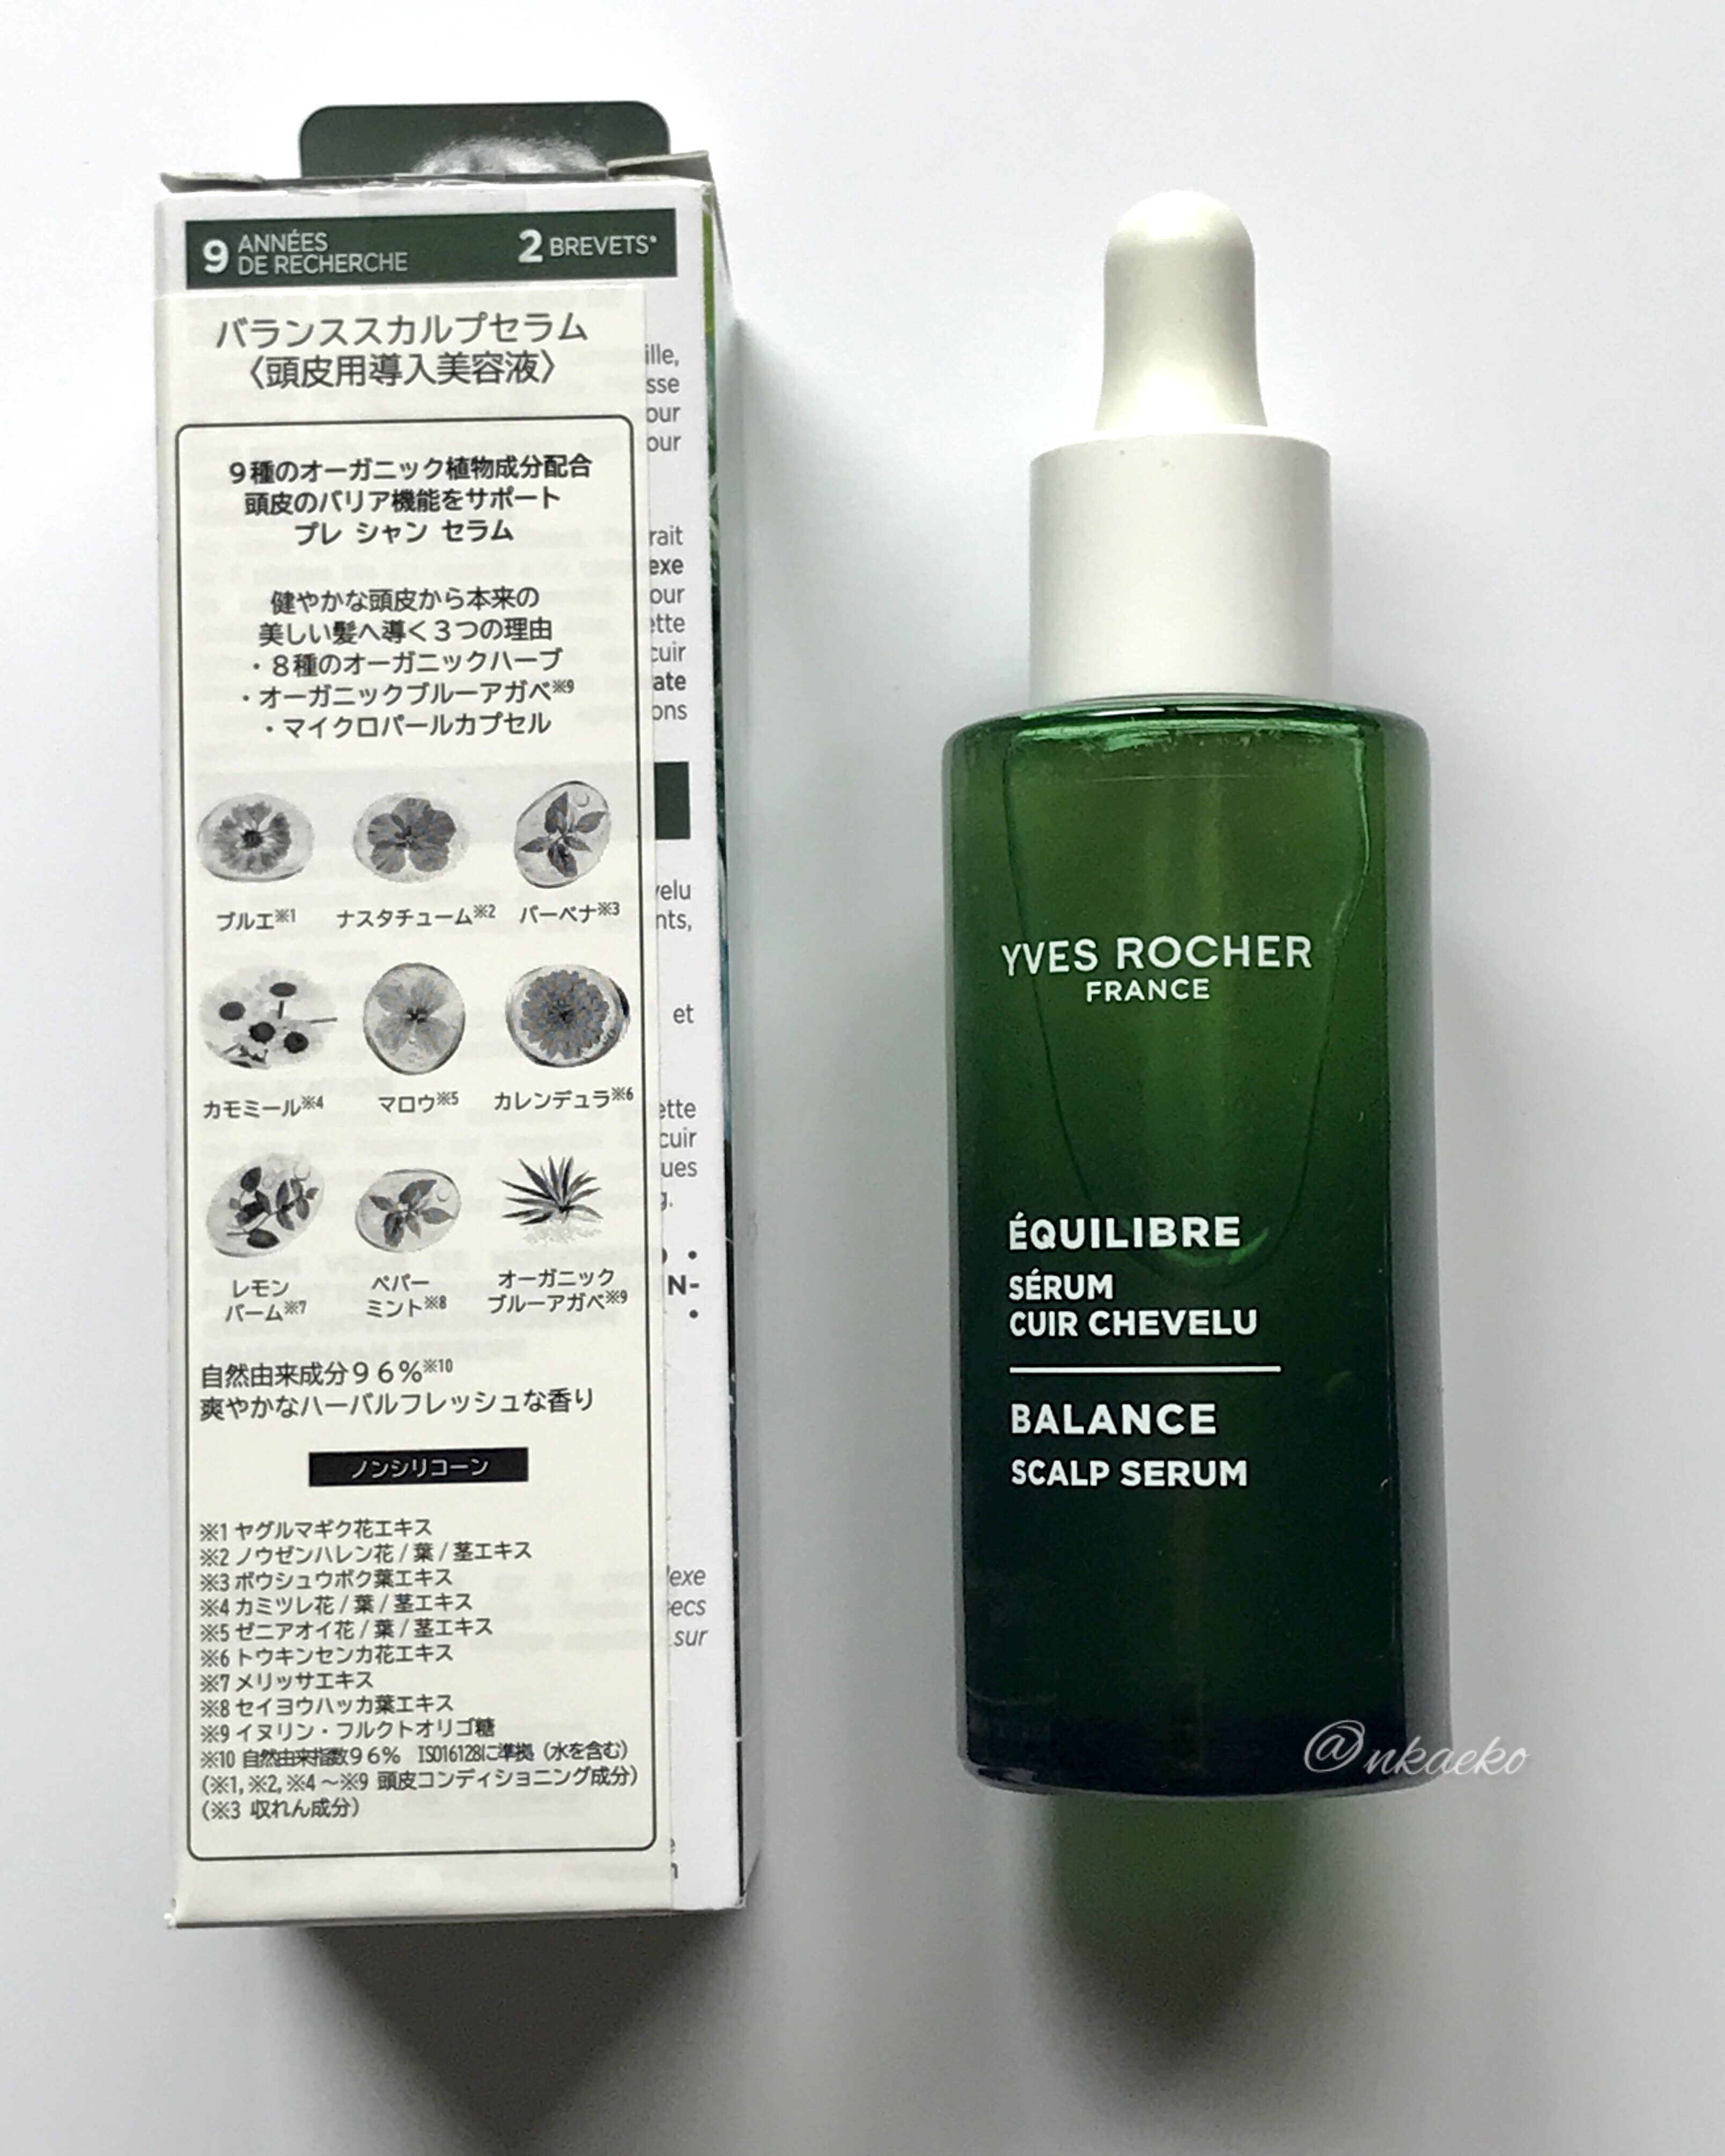 9 ANNÉES
DE RECHERCHE
2 BREVETS*
バランススカルプセラム
〈頭皮用導入美容液〉
9種のオーガニック植物成分配合
頭皮のバリア機能をサポート
プレ シャン セラム
健やかな頭皮から本来の
美しい髪へ導く3つの理由
・8種のオーガニックハーブ
・オーガニックブルーアガベ※9
・マイクロパールカプセル
ブルエ※1 ナスタチューム※2 バーベナ※3
カモミール※4 マロウ※5 カレンデュラ※6
レモン
バーム※7
ペパー
ミント※8
オーガニック
ブルーアガベ※9
自然由来成分96%※10
爽やかなハーバルフレッシュな香り
ノンシリコーン
※1 ヤグルマギク花エキス
※2 ノウゼンハレン花 / 葉 / 茎エキス
※3 ボウシュウボク葉エキス
※4 カミツレ花 / 葉 / 茎エキス
※5 ゼニアオイ花 / 葉 / 茎エキス
※6 トウキンセンカ花エキス
※7 メリッサエキス
※8 セイヨウハッカ葉エキス
※9 イヌリン・フルクトオリゴ糖
※10 自然由来指数96% ISO16128に準拠（水を含む）
(※1, ※2, ※4 ～※9 頭皮コンディショニング成分)
(※3 収れん成分)
et
YVES ROCHER
FRANCE
ÉQUILIBRE
SÉRUM
CUIR CHEVELU
BALANCE
SCALP SERUM
@nkaeko